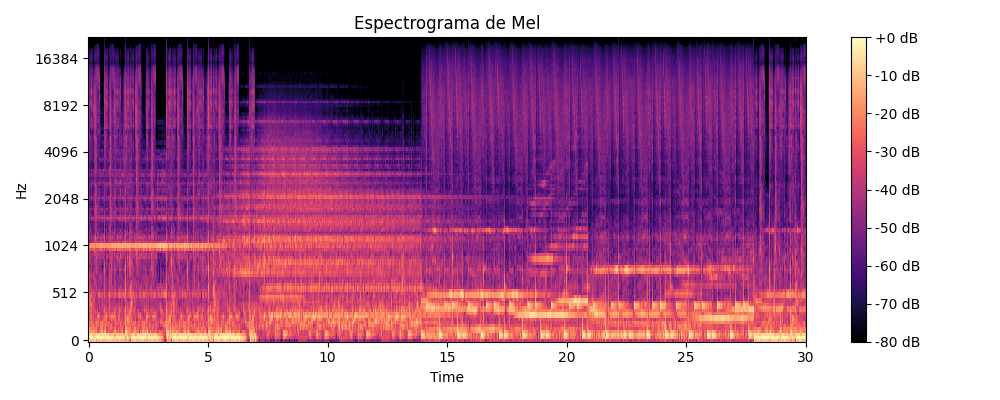 Espectrograma de Mel
Hz
16384
8192
4096
2048
1024
512
0
0 5 10 15 20 25 30
Time
+0 dB
-10 dB
-20 dB
-30 dB
-40 dB
-50 dB
-60 dB
-70 dB
-80 dB